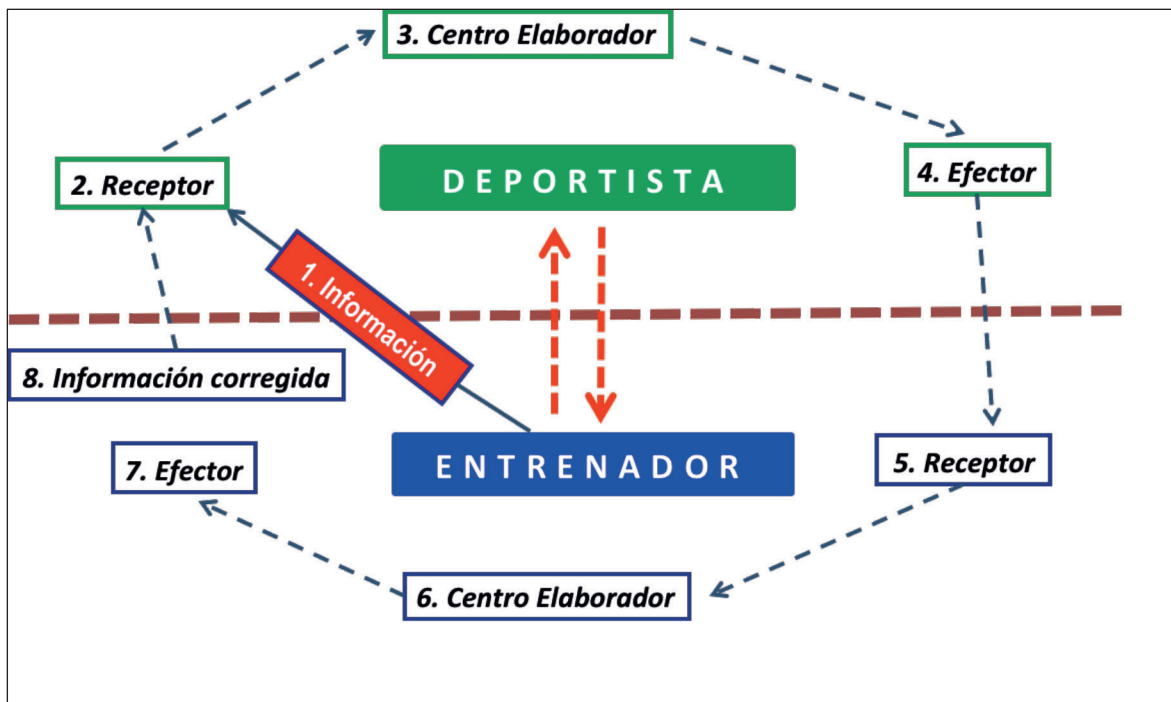 3. Centro Elaborador
2. Receptor
DEPORTISTA
4. Efector
1. Información
8. Información corregida
7. Efector
ENTRENADOR
5. Receptor
6. Centro Elaborador